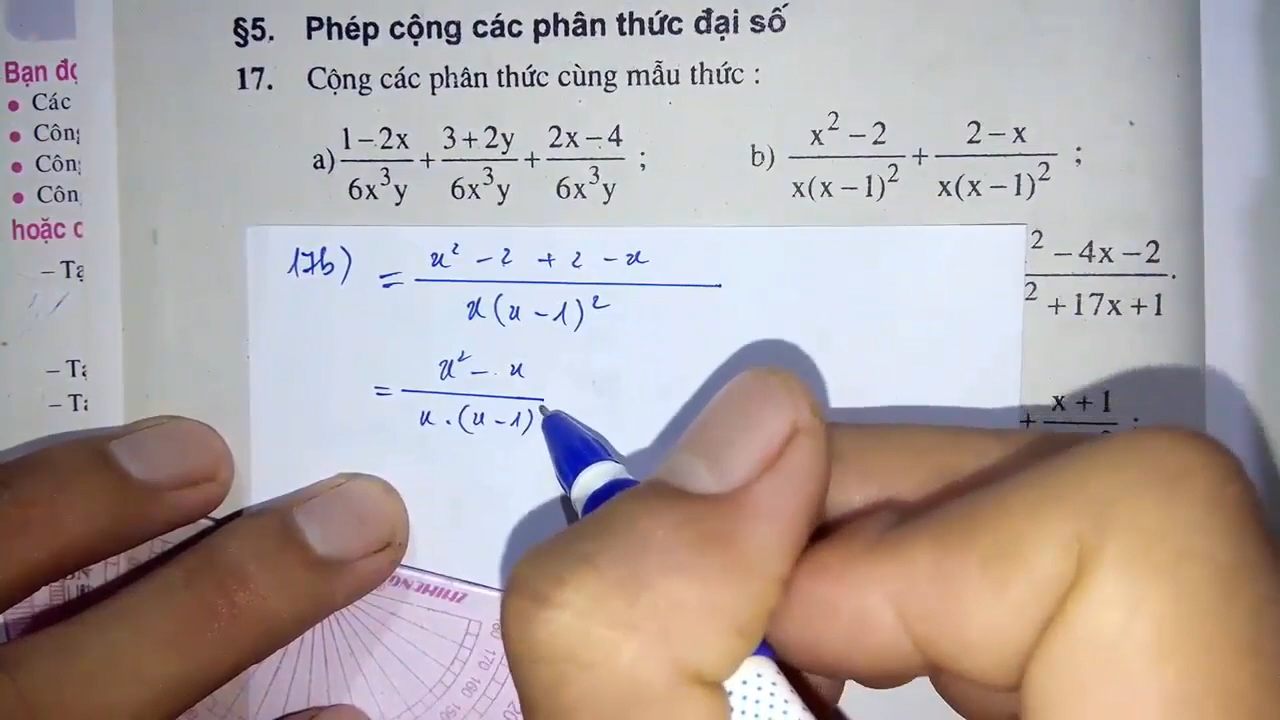 §5. Phép cộng các phân thức đại số
Bạn đọ
• Các
• Công
• Công
• Côn
hoặc c
– Tạ
– Tạ
– Tạ
17. Cộng các phân thức cùng mẫu thức :
a) (1−2x)/(6x³y) + (3+2y)/(6x³y) + (2x−4)/(6x³y) ;
b) (x²−2)/(x(x−1)²) + (2−x)/(x(x−1)²) ;
² − 4x − 2
² + 17x + 1 .
+ x + 1 ;
17b) = (x² − 2 + 2 − x)/(x(x − 1)²)
= (x² − x)/(x · (x − 1)